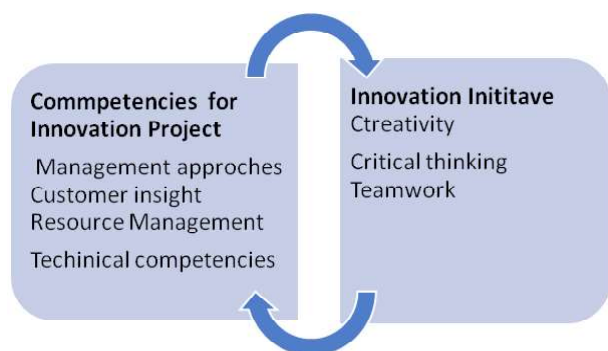 Commpetencies for
Innovation Project
Management approches
Customer insight
Resource Management
Techinical competencies
Innovation Inititave
Ctreativity
Critical thinking
Teamwork